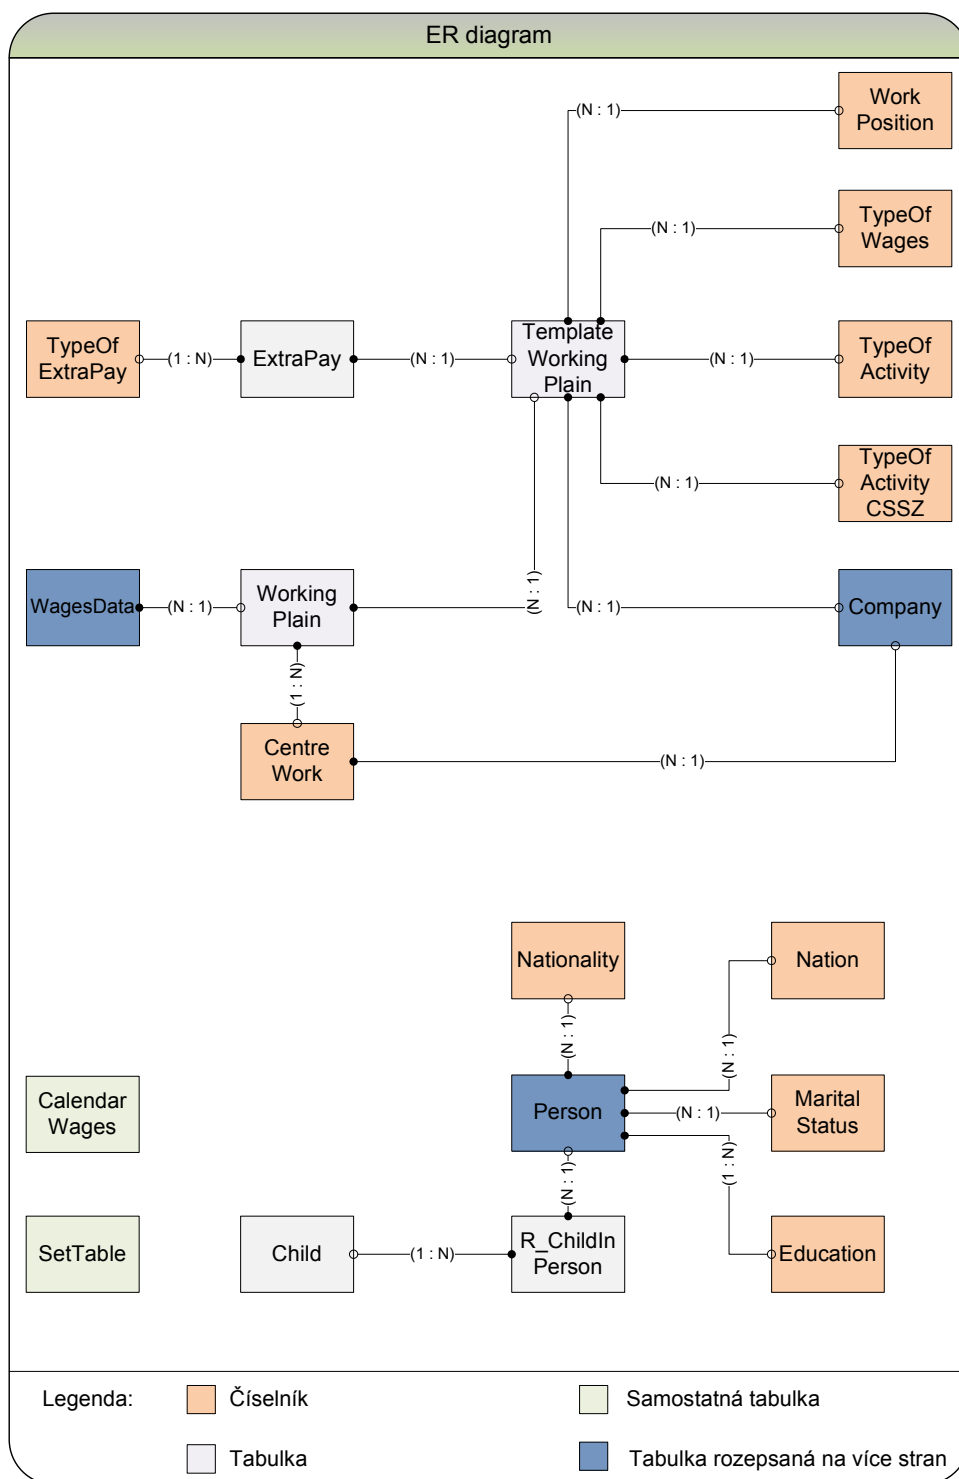 ER diagram
Work
Position
(N : 1)
TypeOf
Wages
(N : 1)
TypeOf
ExtraPay
(1 : N)
ExtraPay
(N : 1)
Template
Working
Plain
(N : 1)
TypeOf
Activity
(N : 1)
TypeOf
Activity
CSSZ
WagesData
(N : 1)
Working
Plain
(N : 1)
(N : 1)
Company
(1 : N)
Centre
Work
(N : 1)
Nationality
Nation
(N : 1)
(N : 1)
Calendar
Wages
Person
(N : 1)
Marital
Status
(N : 1)
(1 : N)
SetTable
Child
(1 : N)
R_ChildIn
Person
Education
Legenda:
Číselník
Samostatná tabulka
Tabulka
Tabulka rozepsaná na více stran